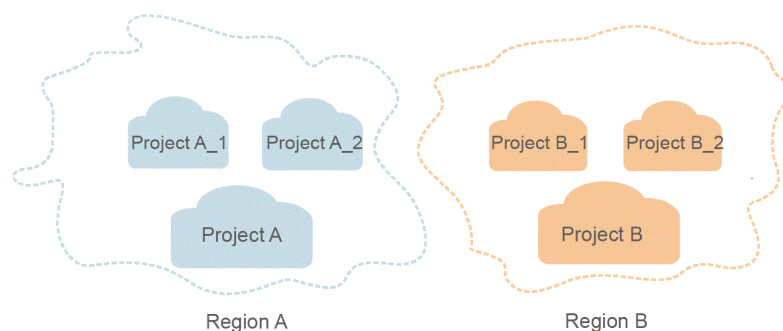 Project A_1
Project A_2
Project B_1
Project B_2
Project A
Project B
Region A
Region B